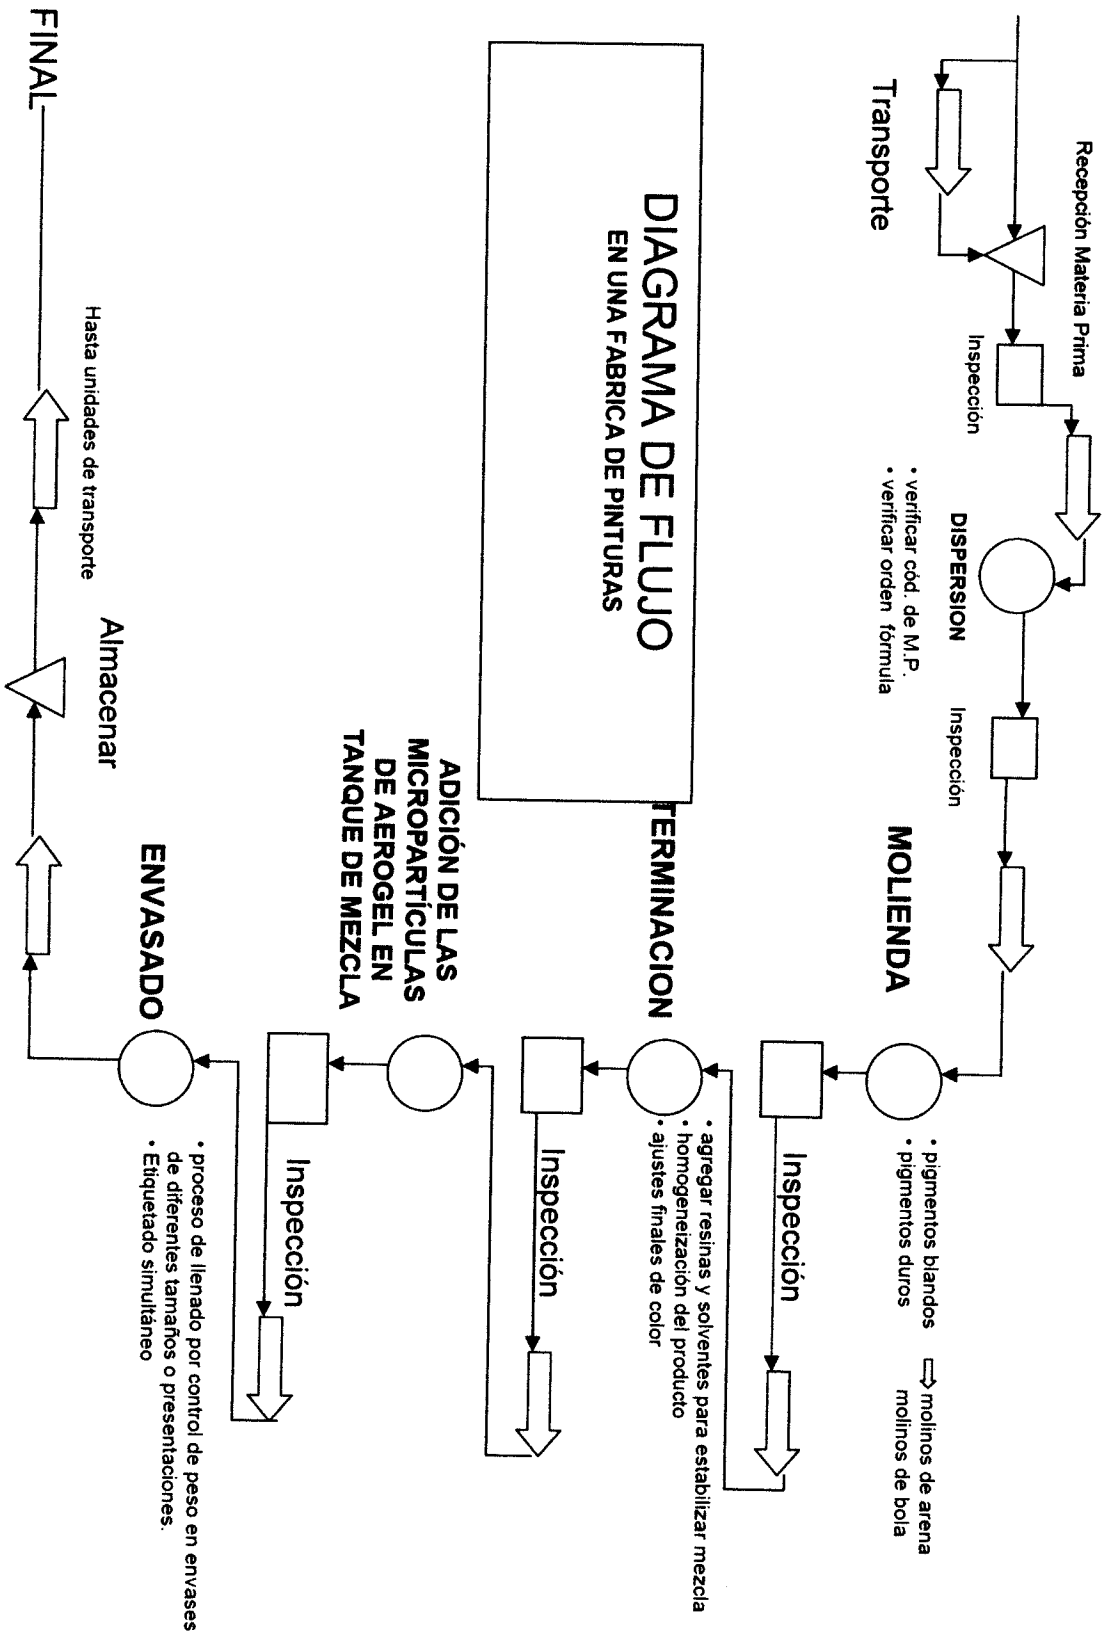 Recepción Materia Prima
Transporte
Inspección
DISPERSION
• verificar cód. de M.P.
• verificar orden fórmula
Inspección
MOLIENDA
• pigmentos blandos molinos de arena
• pigmentos duros molinos de bola
DIAGRAMA DE FLUJO
EN UNA FABRICA DE PINTURAS
Inspección
TERMINACION
• agregar resinas y solventes para estabilizar mezcla
• homogeneización del producto
• ajustes finales de color
Inspección
ADICIÓN DE LAS
MICROPARTÍCULAS
DE AEROGEL EN
TANQUE DE MEZCLA
Inspección
ENVASADO
• proceso de llenado por control de peso en envases
de diferentes tamaños o presentaciones.
• Etiquetado simultáneo
Almacenar
Hasta unidades de transporte
FINAL